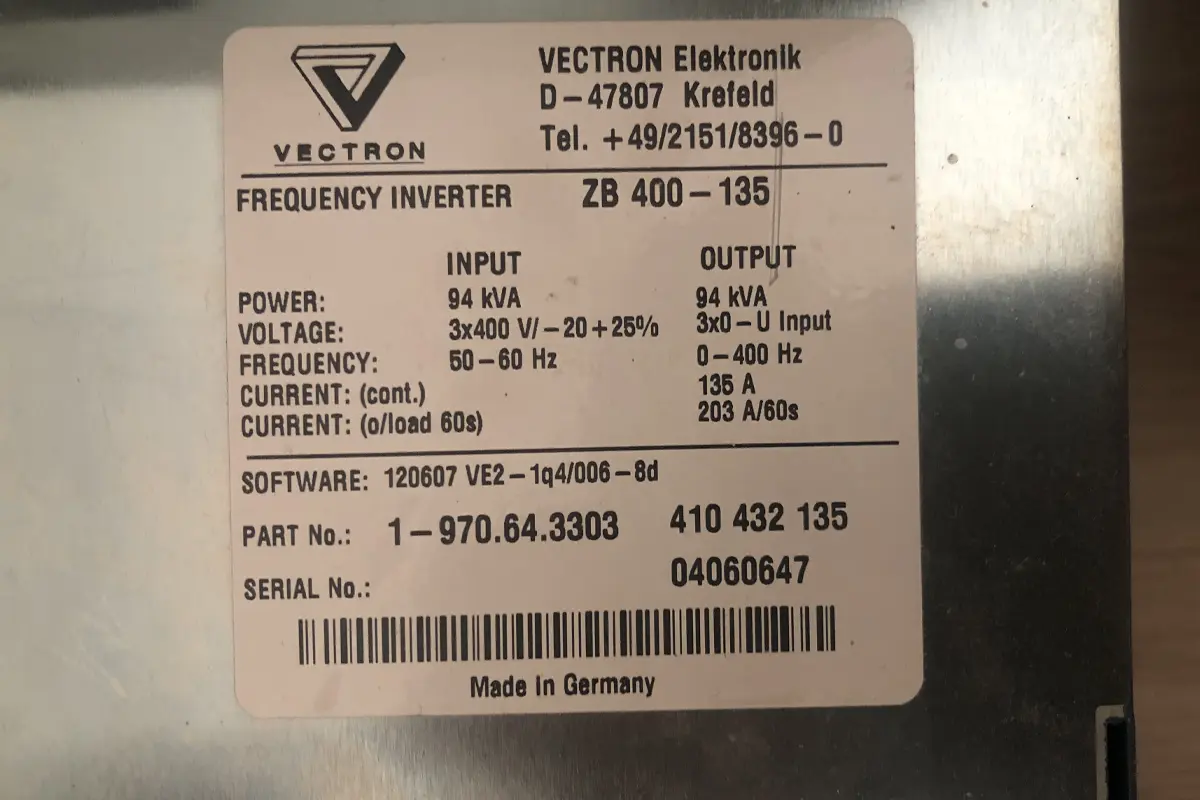 VECTRON
VECTRON Elektronik
D-47807 Krefeld
Tel. +49/2151/8396-0
FREQUENCY INVERTER ZB 400-135
INPUT OUTPUT
POWER: 94 kVA 94 kVA
VOLTAGE: 3x400 V/-20+25% 3x0-U Input
FREQUENCY: 50-60 Hz 0-400 Hz
CURRENT: (cont.) 135 A
CURRENT: (o/load 60s) 203 A/60s
SOFTWARE: 120607 VE2-1q4/006-8d
PART No.: 1-970.64.3303 410 432 135
SERIAL No.: 04060647
Made in Germany